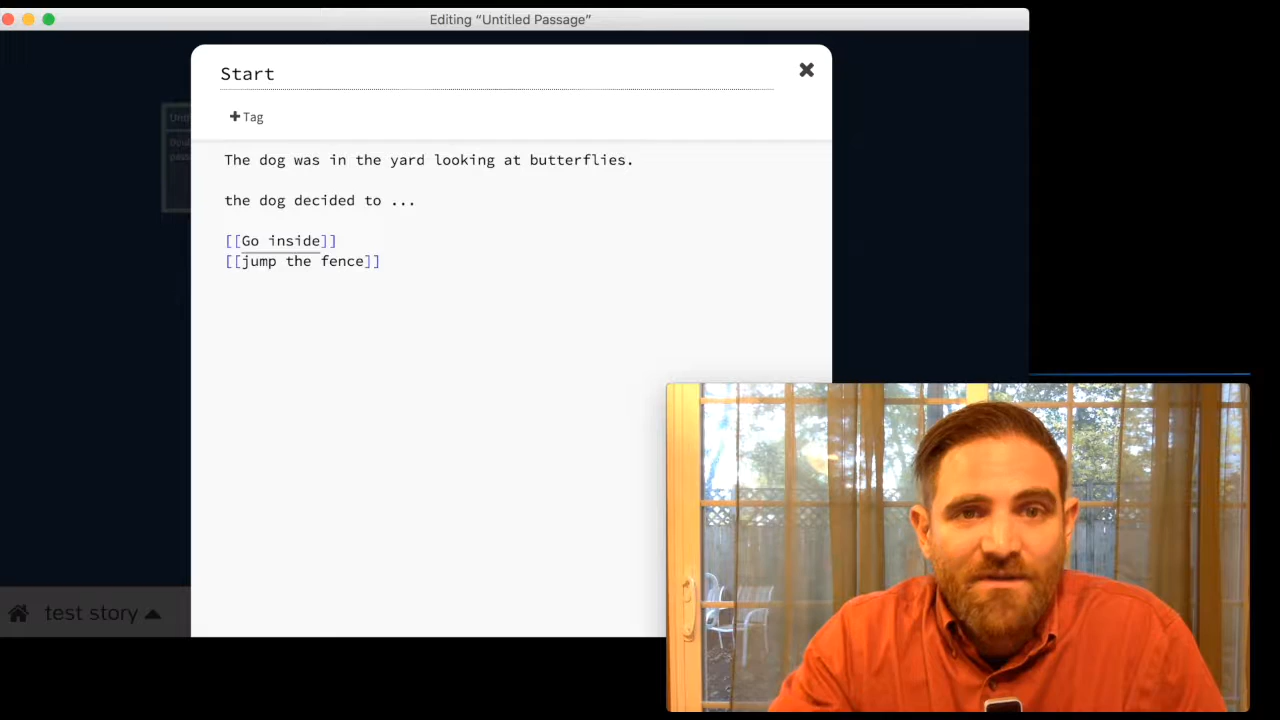 Editing “Untitled Passage”
Start
+ Tag
The dog was in the yard looking at butterflies.
the dog decided to ...
[[Go inside]]
[[jump the fence]]
test story